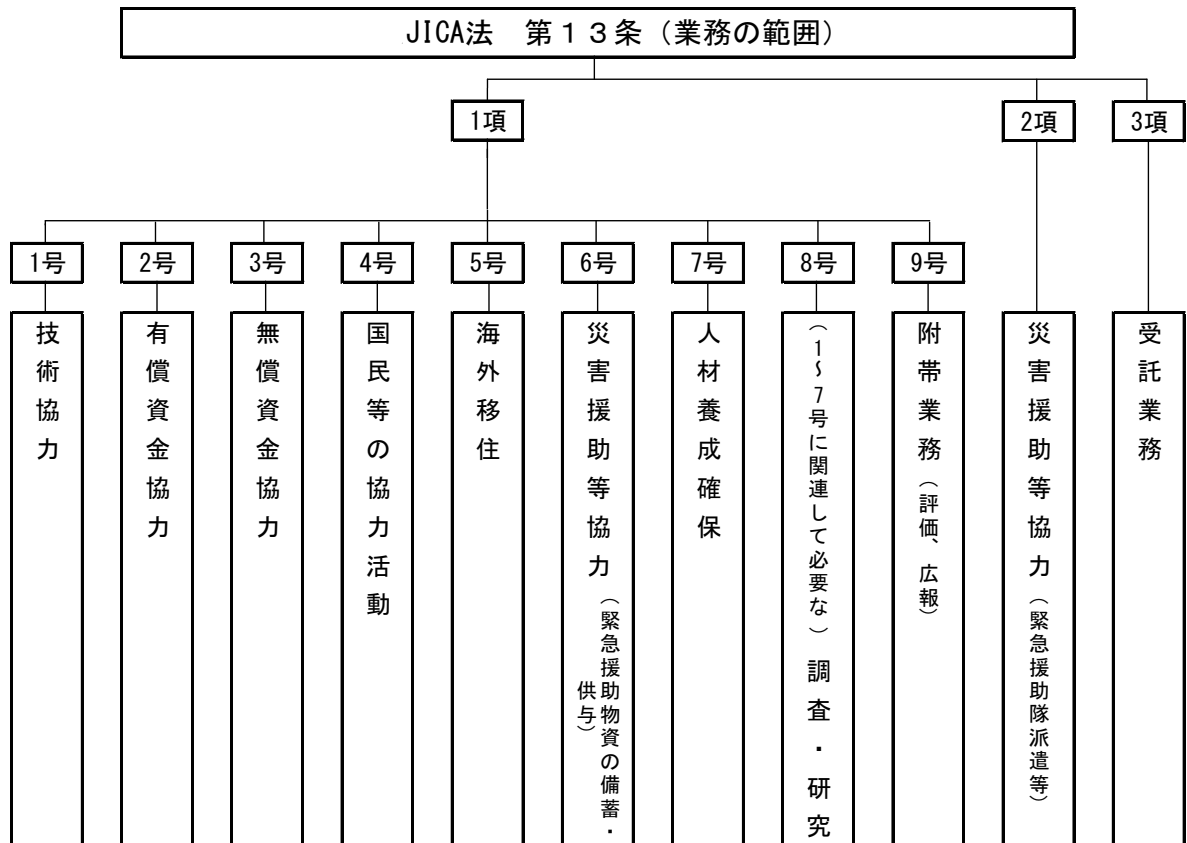 JICA法 第13条（業務の範囲）
1項
2項
3項
1号
2号
3号
4号
5号
6号
7号
8号
9号
技術協力
有償資金協力
無償資金協力
国民等の協力活動
海外移住
災害援助等協力（緊急援助物資の備蓄・
供与）
人材養成確保
（1～7号に関連して必要な）調査・研究
附帯業務（評価、広報）
災害援助等協力（緊急援助隊派遣等）
受託業務